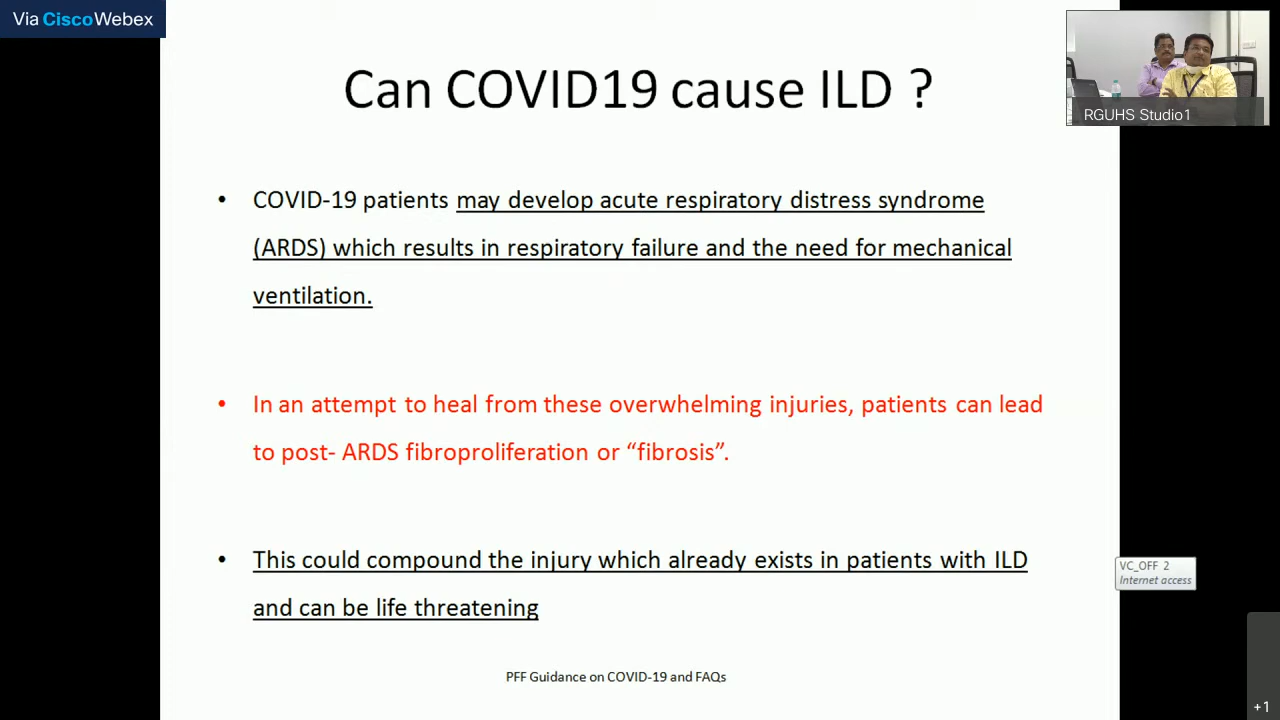 Via CiscoWebex
Can COVID19 cause ILD ?
RGUHS Studio1
• COVID-19 patients may develop acute respiratory distress syndrome
(ARDS) which results in respiratory failure and the need for mechanical
ventilation.
• In an attempt to heal from these overwhelming injuries, patients can lead
to post- ARDS fibroproliferation or “fibrosis”.
• This could compound the injury which already exists in patients with ILD
and can be life threatening
VC_OFF 2
Internet access
PFF Guidance on COVID-19 and FAQs
+1